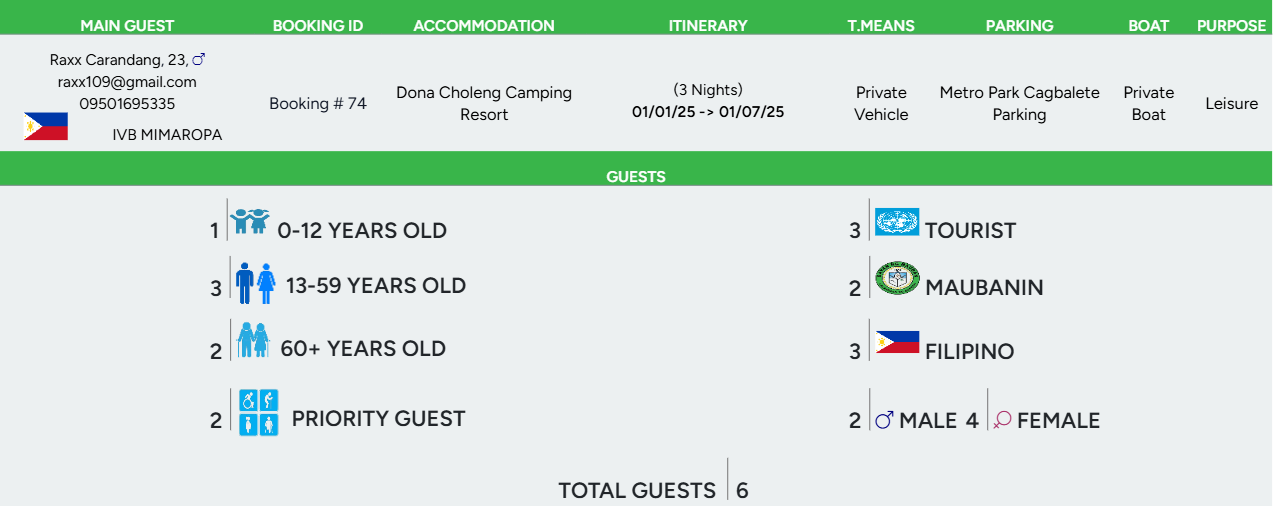 MAIN GUEST BOOKING ID ACCOMMODATION ITINERARY T.MEANS PARKING BOAT PURPOSE
Raxx Carandang, 23, ♂
raxx109@gmail.com
09501695335
IVB MIMAROPA
Booking # 74
Dona Choleng Camping
Resort
(3 Nights)
01/01/25 -> 01/07/25
Private
Vehicle
Metro Park Cagbalete
Parking
Private
Boat
Leisure
GUESTS
1 0-12 YEARS OLD
3 13-59 YEARS OLD
2 60+ YEARS OLD
2 PRIORITY GUEST
3 TOURIST
2 MAUBANIN
3 FILIPINO
2 ♂ MALE 4 ♀ FEMALE
TOTAL GUESTS 6